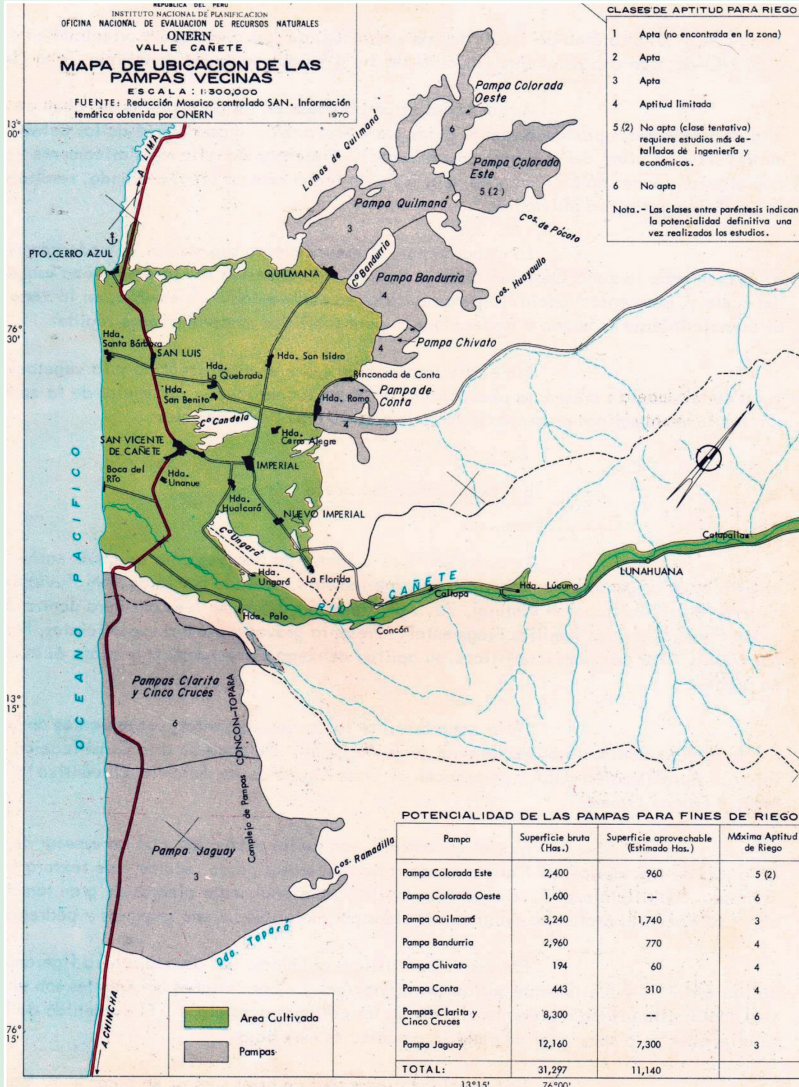 REPUBLICA DEL PERU
INSTITUTO NACIONAL DE PLANIFICACION
OFICINA NACIONAL DE EVALUACION DE RECURSOS NATURALES
ONERN
VALLE CAÑETE
MAPA DE UBICACION DE LAS
PAMPAS VECINAS
ESCALA : 1:300,000
FUENTE: Reducción Mosaico controlado SAN. Información
temática obtenida por ONERN
1970
CLASES DE APTITUD PARA RIEGO
1 Apta (no encontrada en la zona)
2 Apta
3 Apta
4 Aptitud limitada
5 (2) No apta (clase tentativa)
requiere estudios más de-
tallados de ingeniería y
económicos.
6 No apta
Nota.- Las clases entre paréntesis indican
la potencialidad definitiva una
vez realizados los estudios.
13°
00'
A LIMA
Lomas de Quilmaná
Pampa Colorada
Oeste
6
Pampa Colorada
Este
5 (2)
Pampa Quilmaná
3
Cos. de Pócoto
PTO. CERRO AZUL
QUILMANA
Co Bandurria
Pampa Bandurria
4
Cos. Huayaullo
76°
30'
Hda.
Santa Bárbara
SAN LUIS
Hda.
La Quebrada
Hda. San Isidro
4
Pampa Chivato
Rinconada de Conta
Hda.
San Benito
Hda. Roma
Pampa de
Conta
4
Co Candela
Hda.
Cerro Alegre
SAN VICENTE
DE CAÑETE
IMPERIAL
N
Boca del
Río
Hda.
Unanue
Hda.
Hualcará
NUEVO IMPERIAL
Co Ungará
Catapalla
Hda.
Ungará
La Florida
RIO CAÑETE
Caltopa
Hda. Lúcumo
LUNAHUANA
Hda. Palo
Concón
OCEANO PACIFICO
13°
15'
Pampas Clarita
y Cinco Cruces
6
Complejo de Pampas CONCON-TOPARA
Pampa Jaguay
3
Cos. Ramadilla
Qda. Topará
76°
15'
A CHINCHA
Area Cultivada
Pampas
POTENCIALIDAD DE LAS PAMPAS PARA FINES DE RIEGO
Pampa Superficie bruta (Has.) Superficie aprovechable (Estimado Has.) Máxima Aptitud de Riego
Pampa Colorada Este 2,400 960 5 (2)
Pampa Colorada Oeste 1,600 -- 6
Pampa Quilmaná 3,240 1,740 3
Pampa Bandurria 2,960 770 4
Pampa Chivato 194 60 4
Pampa Conta 443 310 4
Pampas Clarita y
Cinco Cruces 8,300 -- 6
Pampa Jaguay 12,160 7,300 3
TOTAL: 31,297 11,140
13°15' 76°00'